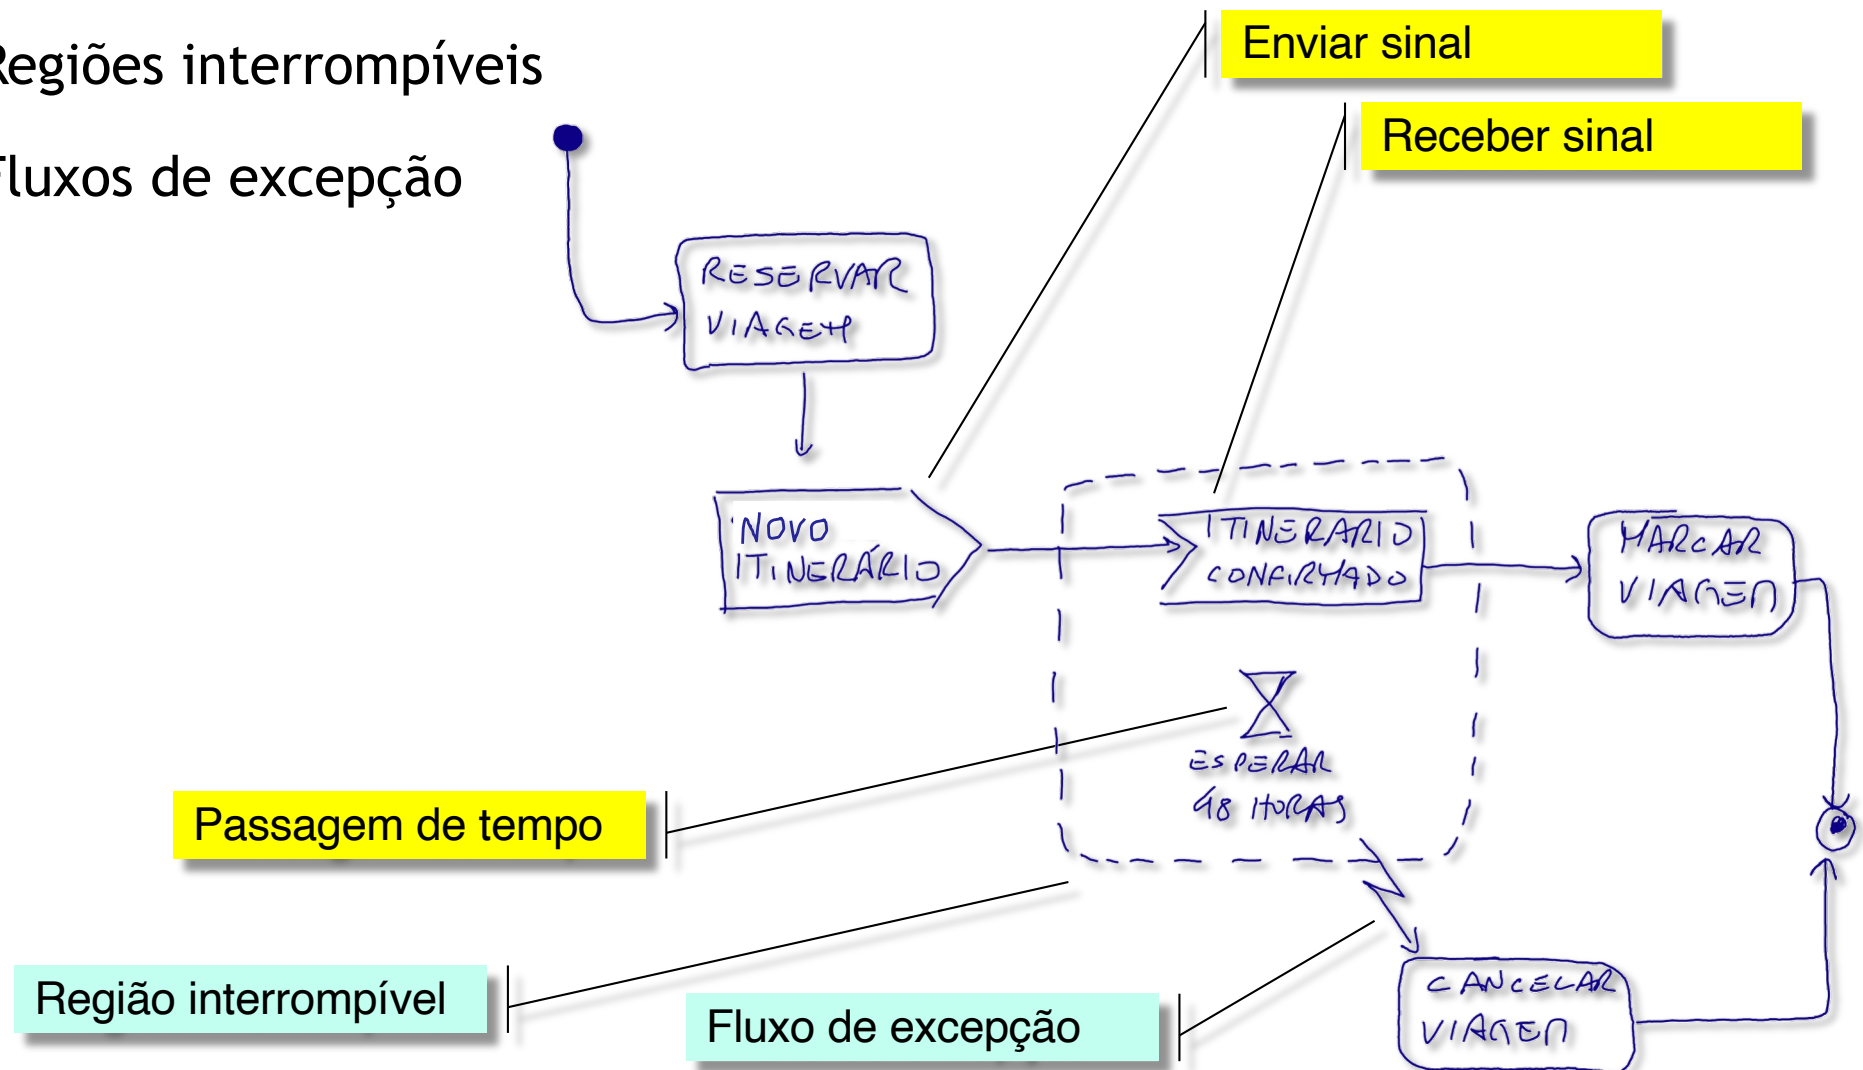 Regiões interrompíveis
Fluxos de excepção
Enviar sinal
Receber sinal
RESERVAR
VIAGEM
NOVO
ITINERÁRIO
ITINERARIO
CONFIRMADO
MARCAR
VIAGEM
ESPERAR
48 HORAS
Passagem de tempo
Região interrompível
Fluxo de excepção
CANCELAR
VIAGEM